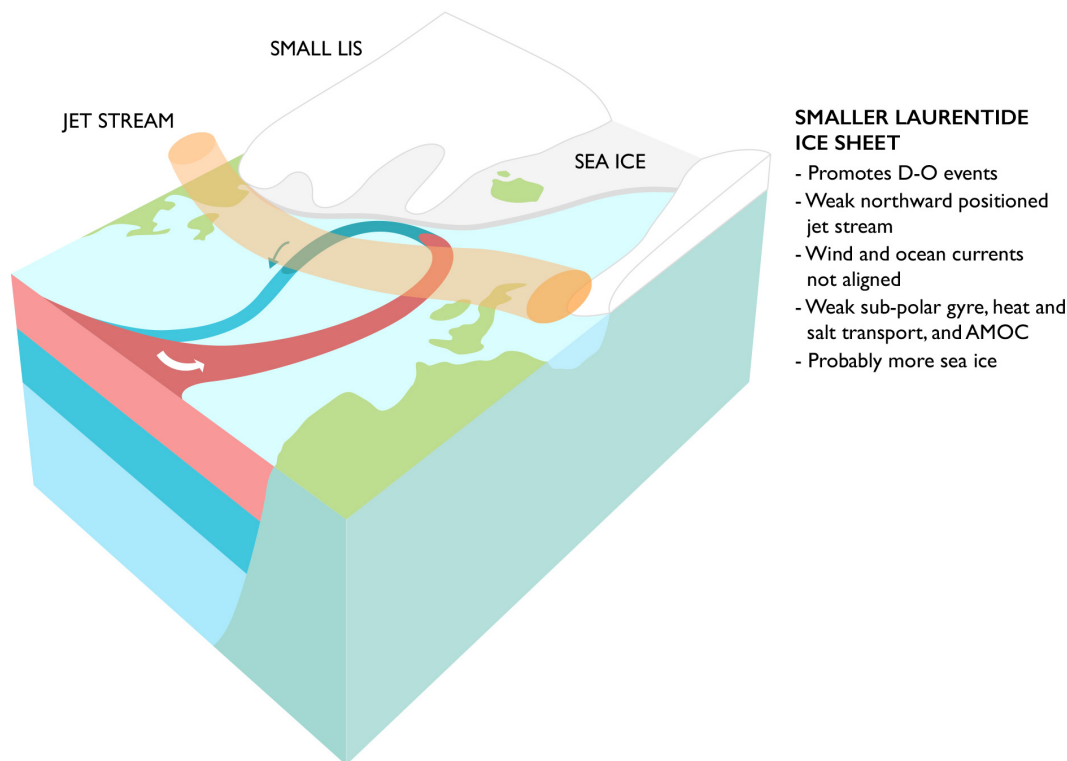 SMALL LIS
JET STREAM
SEA ICE
SMALLER LAURENTIDE
ICE SHEET
- Promotes D-O events
- Weak northward positioned
jet stream
- Wind and ocean currents
not aligned
- Weak sub-polar gyre, heat and
salt transport, and AMOC
- Probably more sea ice